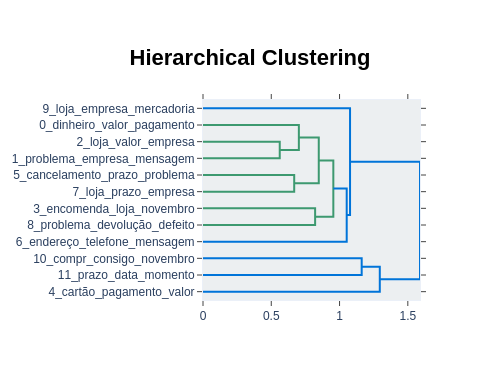 Hierarchical Clustering
9_loja_empresa_mercadoria
0_dinheiro_valor_pagamento
2_loja_valor_empresa
1_problema_empresa_mensagem
5_cancelamento_prazo_problema
7_loja_prazo_empresa
3_encomenda_loja_novembro
8_problema_devolução_defeito
6_endereço_telefone_mensagem
10_compr_consigo_novembro
11_prazo_data_momento
4_cartão_pagamento_valor
0 0.5 1 1.5